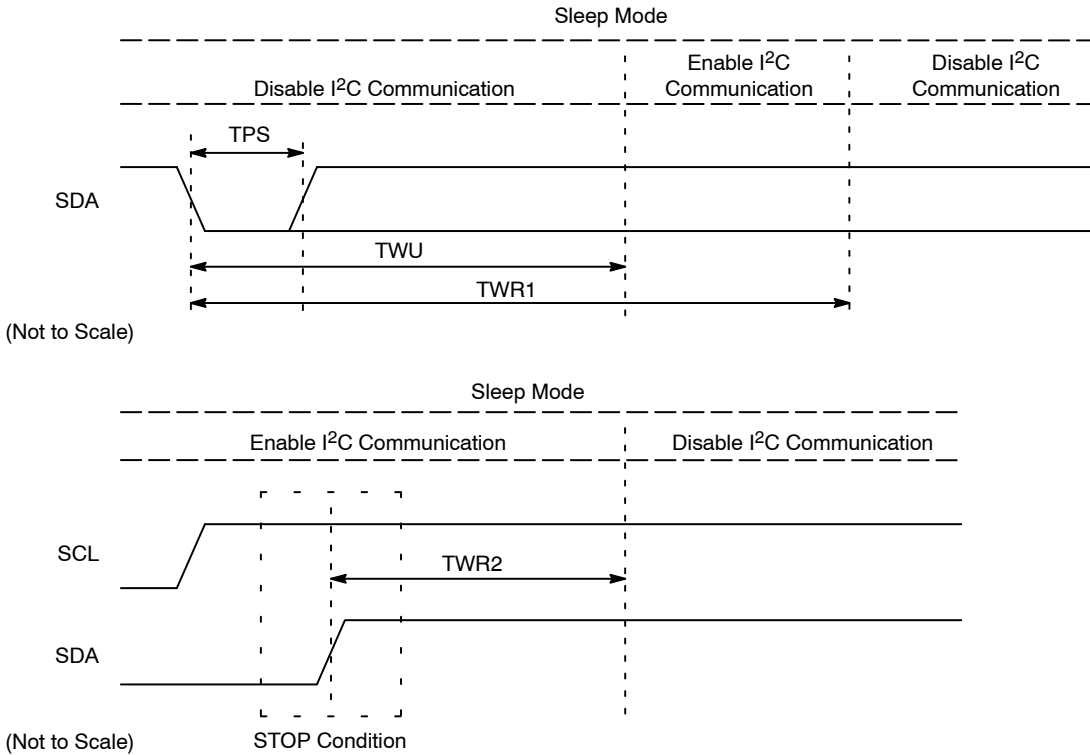 Sleep Mode
Disable I²C Communication
Enable I²C
Communication
Disable I²C
Communication
TPS
SDA
TWU
TWR1
(Not to Scale)
Sleep Mode
Enable I²C Communication
Disable I²C Communication
SCL
TWR2
SDA
(Not to Scale)
STOP Condition